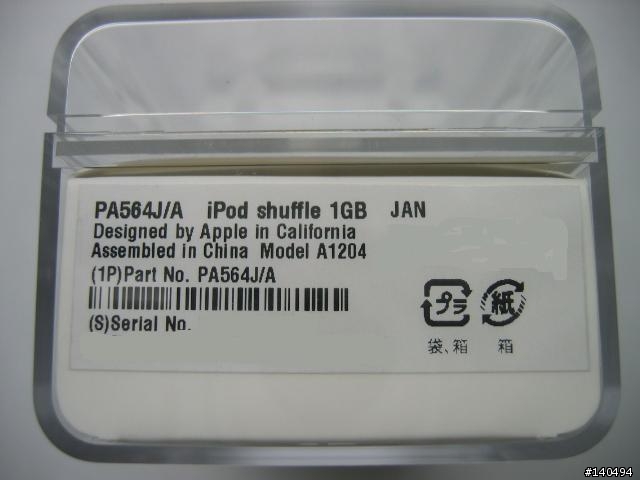 PA564J/A iPod shuffle 1GB JAN
Designed by Apple in California
Assembled in China Model A1204
(1P)Part No. PA564J/A
(S)Serial No.
プラ 紙
袋、箱 箱
#140494